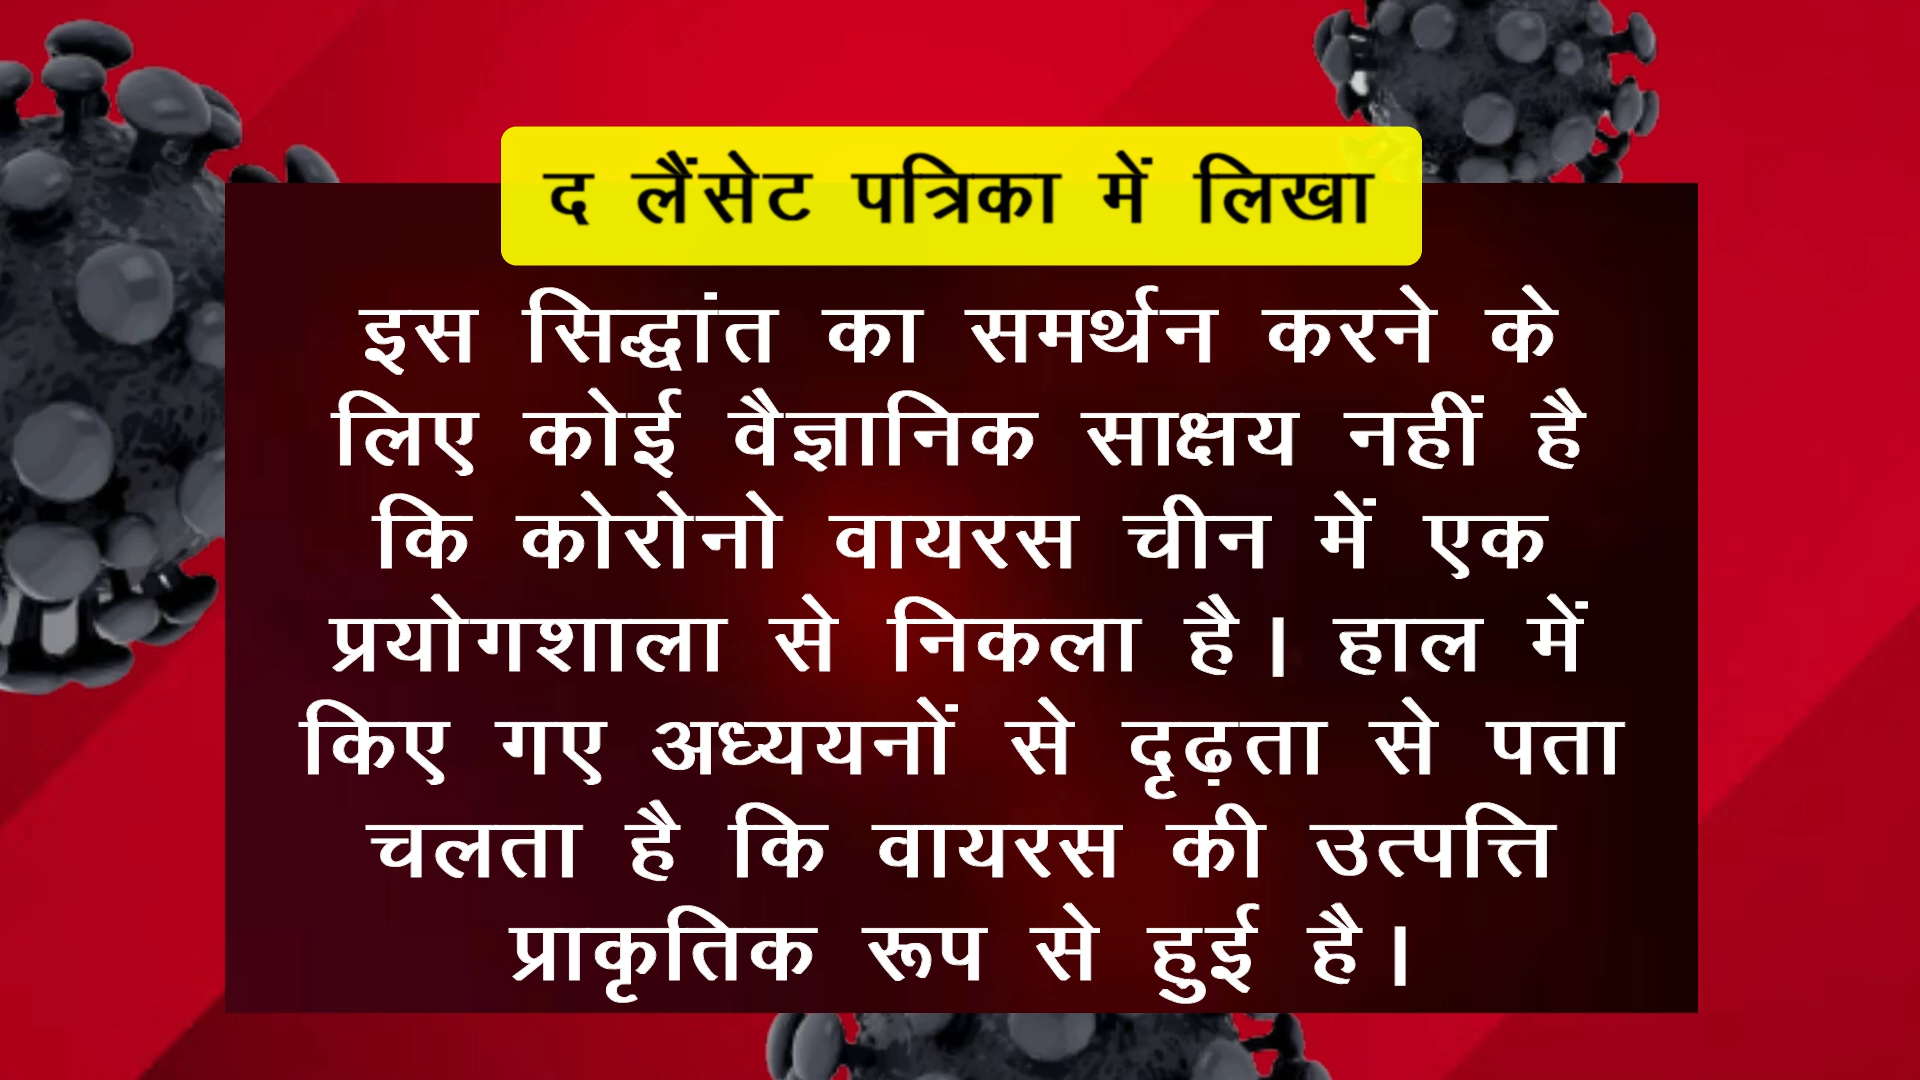 द लैंसेट पत्रिका में लिखा
इस सिद्धांत का समर्थन करने के
लिए कोई वैज्ञानिक साक्षय नहीं है
कि कोरोनो वायरस चीन में एक
प्रयोगशाला से निकला है। हाल में
किए गए अध्ययनों से दृढ़ता से पता
चलता है कि वायरस की उत्पत्ति
प्राकृतिक रूप से हुई है।